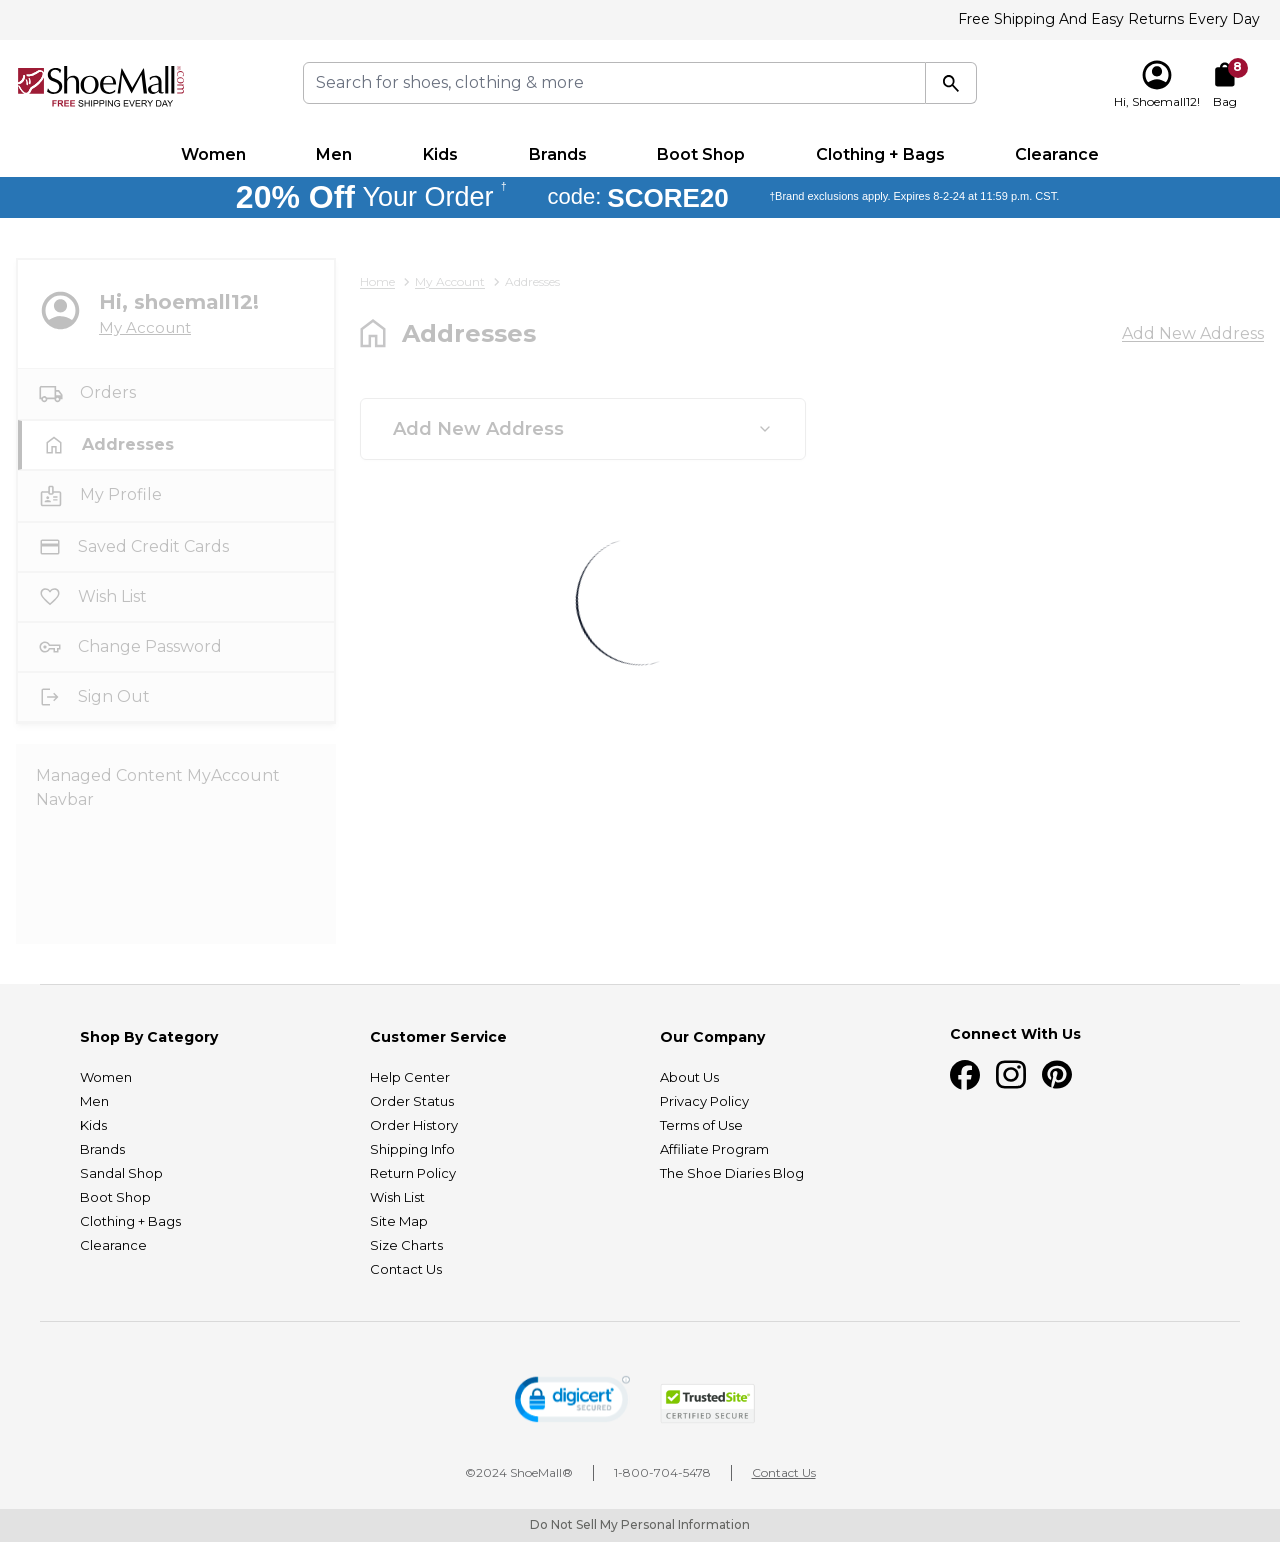 Free Shipping And Easy Returns Every Day
ShoeMall.com
FREE SHIPPING EVERY DAY
Search for shoes, clothing & more
8
Hi, Shoemall12!
Bag
Women Men Kids Brands Boot Shop Clothing + Bags Clearance
20% Off Your Order † code: SCORE20 †Brand exclusions apply. Expires 8-2-24 at 11:59 p.m. CST.
Hi, shoemall12!
My Account
Orders
Addresses
My Profile
Saved Credit Cards
Wish List
Change Password
Sign Out
Managed Content MyAccount
Navbar
Home > My Account > Addresses
Addresses
Add New Address
Add New Address
Shop By Category
Women
Men
Kids
Brands
Sandal Shop
Boot Shop
Clothing + Bags
Clearance
Customer Service
Help Center
Order Status
Order History
Shipping Info
Return Policy
Wish List
Site Map
Size Charts
Contact Us
Our Company
About Us
Privacy Policy
Terms of Use
Affiliate Program
The Shoe Diaries Blog
Connect With Us
digicert
SECURED
TrustedSite
CERTIFIED SECURE
©2024 ShoeMall® | 1-800-704-5478 | Contact Us
Do Not Sell My Personal Information